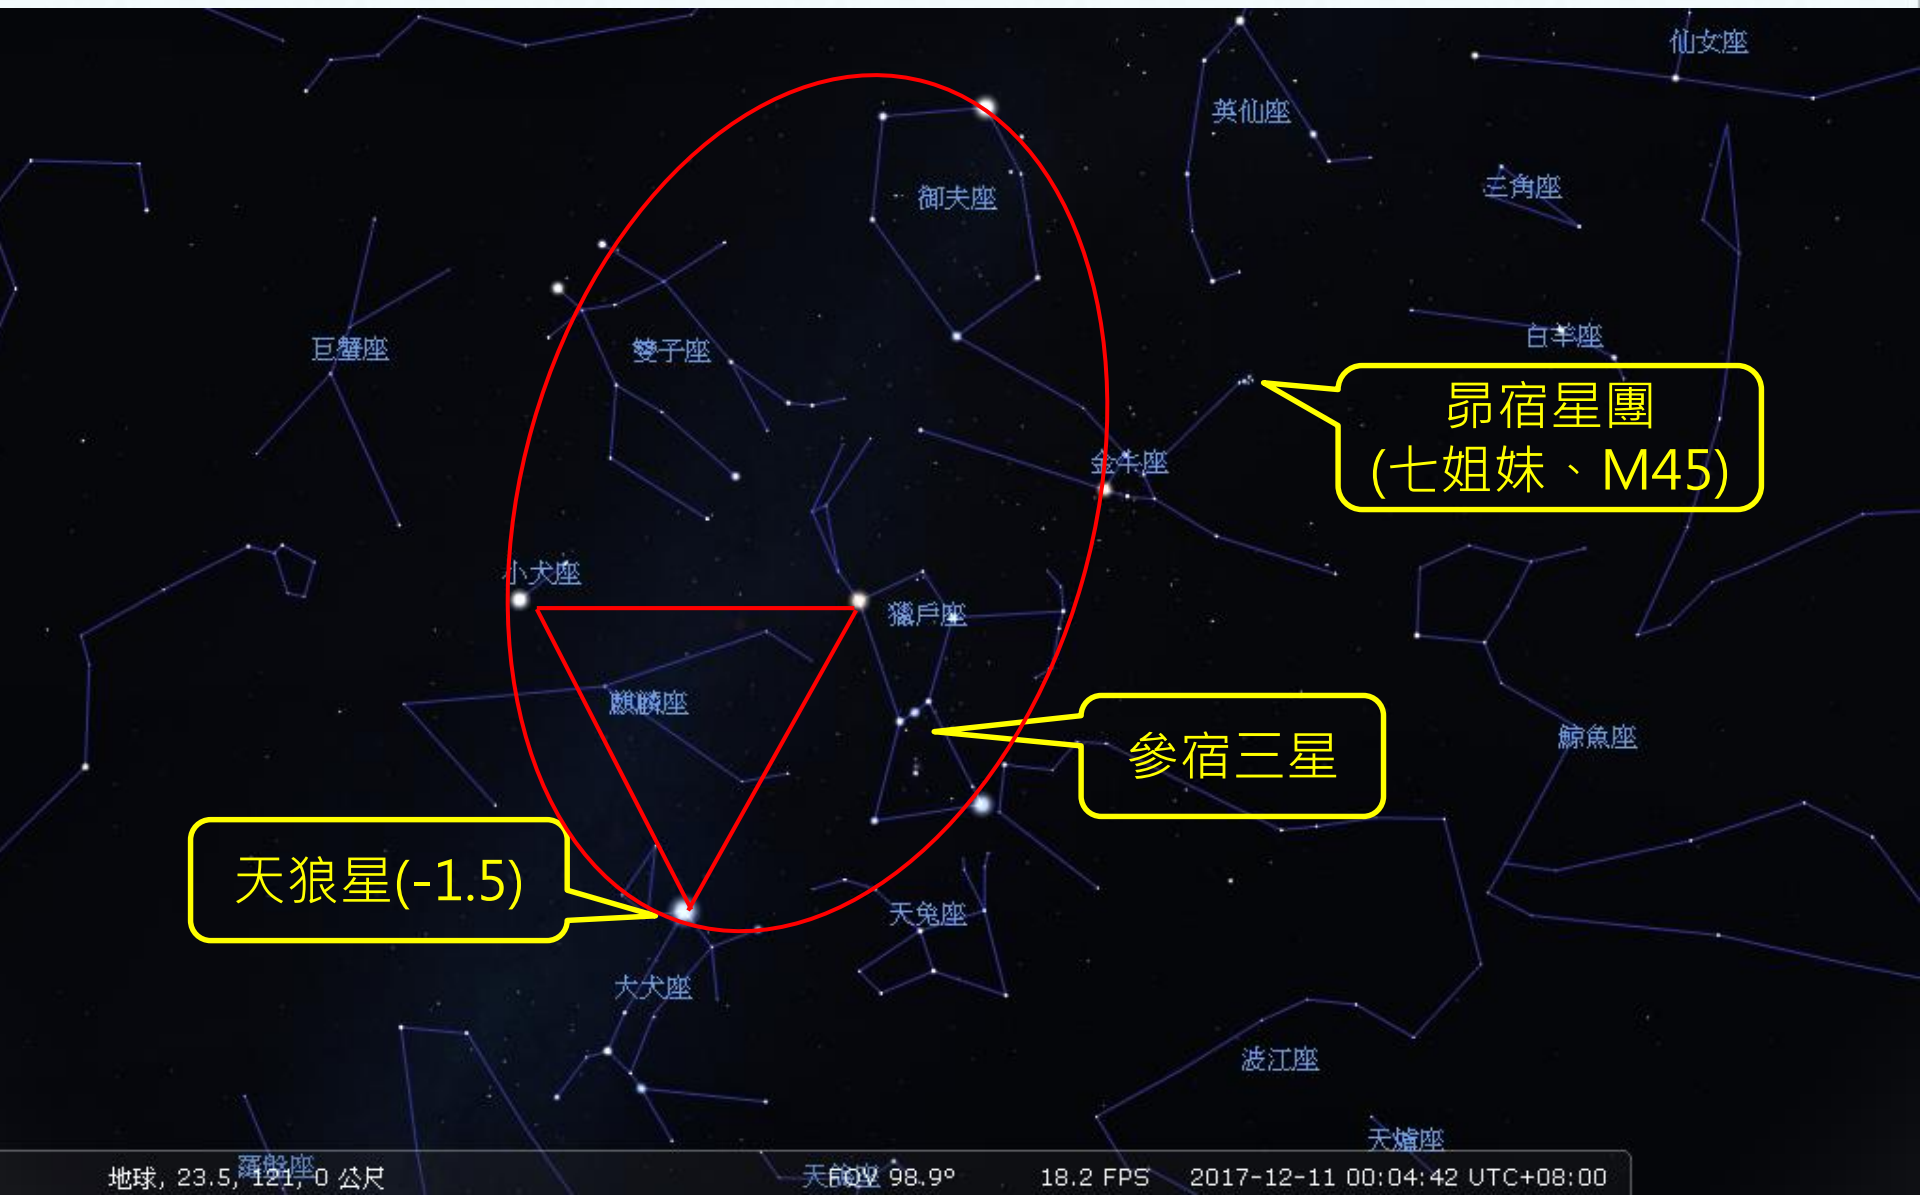 仙女座
英仙座
三角座
御夫座
巨蟹座
雙子座
白羊座
昴宿星團
(七姐妹、M45)
金牛座
小犬座
獵戶座
麒麟座
參宿三星
鯨魚座
天狼星(-1.5)
天兔座
大犬座
波江座
天爐座
羅盤座
地球, 23.5, 121, 0 公尺
FOV 98.9°
18.2 FPS
2017-12-11 00:04:42 UTC+08:00